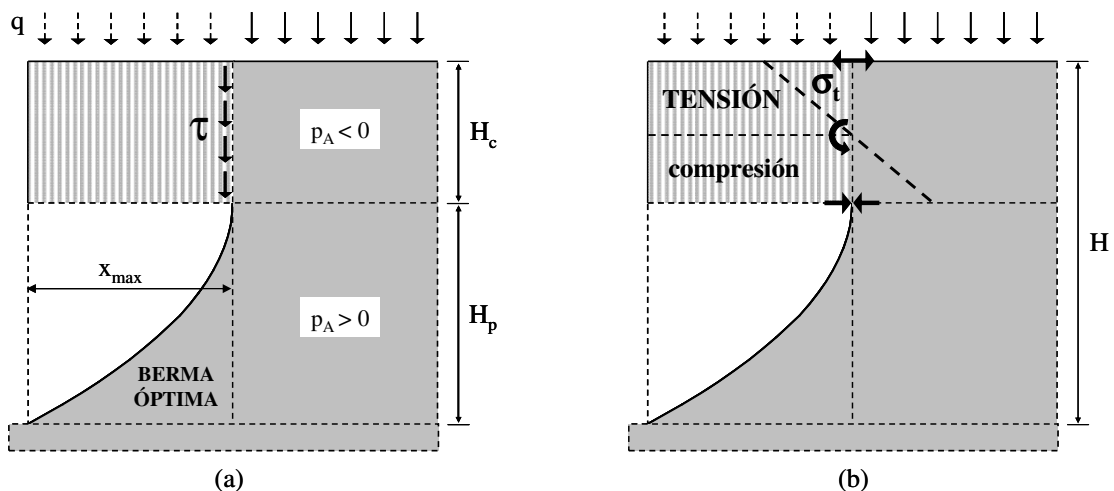 q
τ
p_A < 0
H_c
x_max
p_A > 0
H_p
BERMA
ÓPTIMA
(a)
σ_t
TENSIÓN
compresión
H
(b)